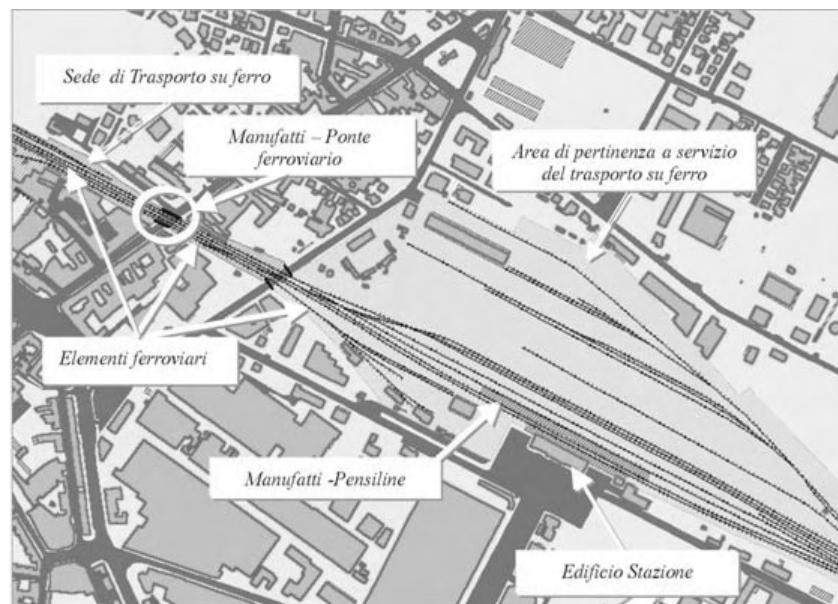 Sede di Trasporto su ferro
Manufatti – Ponte
ferroviario
Area di pertinenza a servizio
del trasporto su ferro
Elementi ferroviari
Manufatti -Pensiline
Edificio Stazione